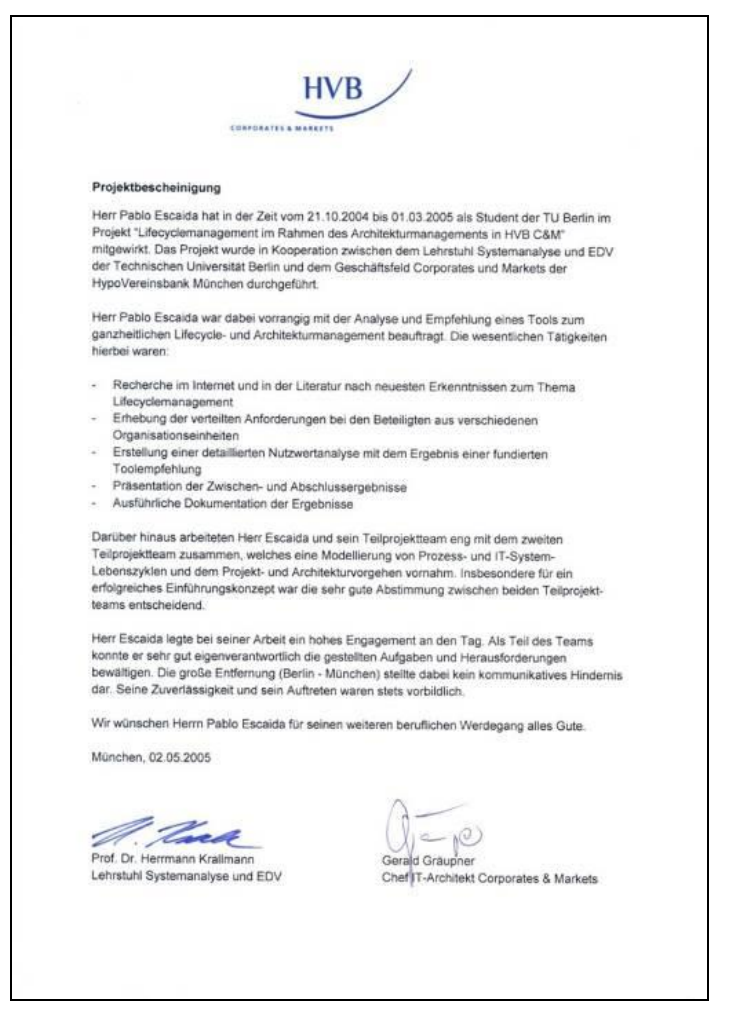 HVB
CORPORATES & MARKETS
Projektbescheinigung
Herr Pablo Escaida hat in der Zeit vom 21.10.2004 bis 01.03.2005 als Student der TU Berlin im
Projekt "Lifecyclemanagement im Rahmen des Architekturmanagements in HVB C&M"
mitgewirkt. Das Projekt wurde in Kooperation zwischen dem Lehrstuhl Systemanalyse und EDV
der Technischen Universität Berlin und dem Geschäftsfeld Corporates und Markets der
HypoVereinsbank München durchgeführt.
Herr Pablo Escaida war dabei vorrangig mit der Analyse und Empfehlung eines Tools zum
ganzheitlichen Lifecycle- und Architekturmanagement beauftragt. Die wesentlichen Tätigkeiten
hierbei waren:
- Recherche im Internet und in der Literatur nach neuesten Erkenntnissen zum Thema
Lifecyclemanagement
- Erhebung der verteilten Anforderungen bei den Beteiligten aus verschiedenen
Organisationseinheiten
- Erstellung einer detaillierten Nutzwertanalyse mit dem Ergebnis einer fundierten
Toolempfehlung
- Präsentation der Zwischen- und Abschlussergebnisse
- Ausführliche Dokumentation der Ergebnisse
Darüber hinaus arbeiteten Herr Escaida und sein Teilprojektteam eng mit dem zweiten
Teilprojektteam zusammen, welches eine Modellierung von Prozess- und IT-System-
Lebenszyklen und dem Projekt- und Architekturvorgehen vornahm. Insbesondere für ein
erfolgreiches Einführungskonzept war die sehr gute Abstimmung zwischen beiden Teilprojekt-
teams entscheidend.
Herr Escaida legte bei seiner Arbeit ein hohes Engagement an den Tag. Als Teil des Teams
konnte er sehr gut eigenverantwortlich die gestellten Aufgaben und Herausforderungen
bewältigen. Die große Entfernung (Berlin - München) stellte dabei kein kommunikatives Hindernis
dar. Seine Zuverlässigkeit und sein Auftreten waren stets vorbildlich.
Wir wünschen Herrn Pablo Escaida für seinen weiteren beruflichen Werdegang alles Gute.
München, 02.05.2005
Prof. Dr. Herrmann Krallmann
Lehrstuhl Systemanalyse und EDV
Gerald Gräupner
Chef IT-Architekt Corporates & Markets